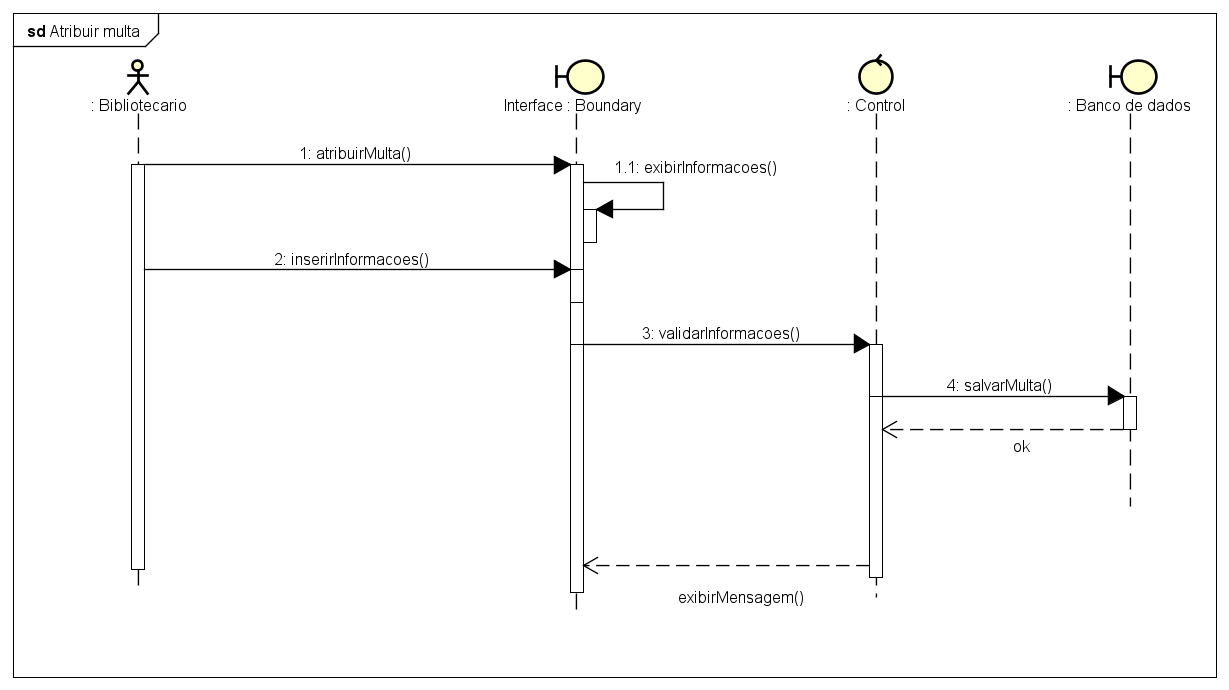 sd Atribuir multa
: Bibliotecario
Interface : Boundary
: Control
: Banco de dados
1: atribuirMulta()
1.1: exibirInformacoes()
2: inserirInformacoes()
3: validarInformacoes()
4: salvarMulta()
ok
exibirMensagem()